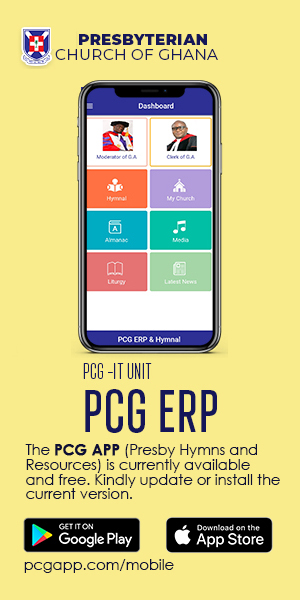 PRESBYTERIAN
CHURCH OF GHANA
Dashboard
Moderator of G.A
Clerk of G.A
Hymnal
My Church
Almanac
Media
Liturgy
Latest News
PCG ERP & Hymnal
PCG -IT UNIT
PCG ERP
The PCG APP (Presby Hymns and
Resources) is currently available
and free. Kindly update or install the
current version.
GET IT ON
Google Play
Download on the
App Store
pcgapp.com/mobile